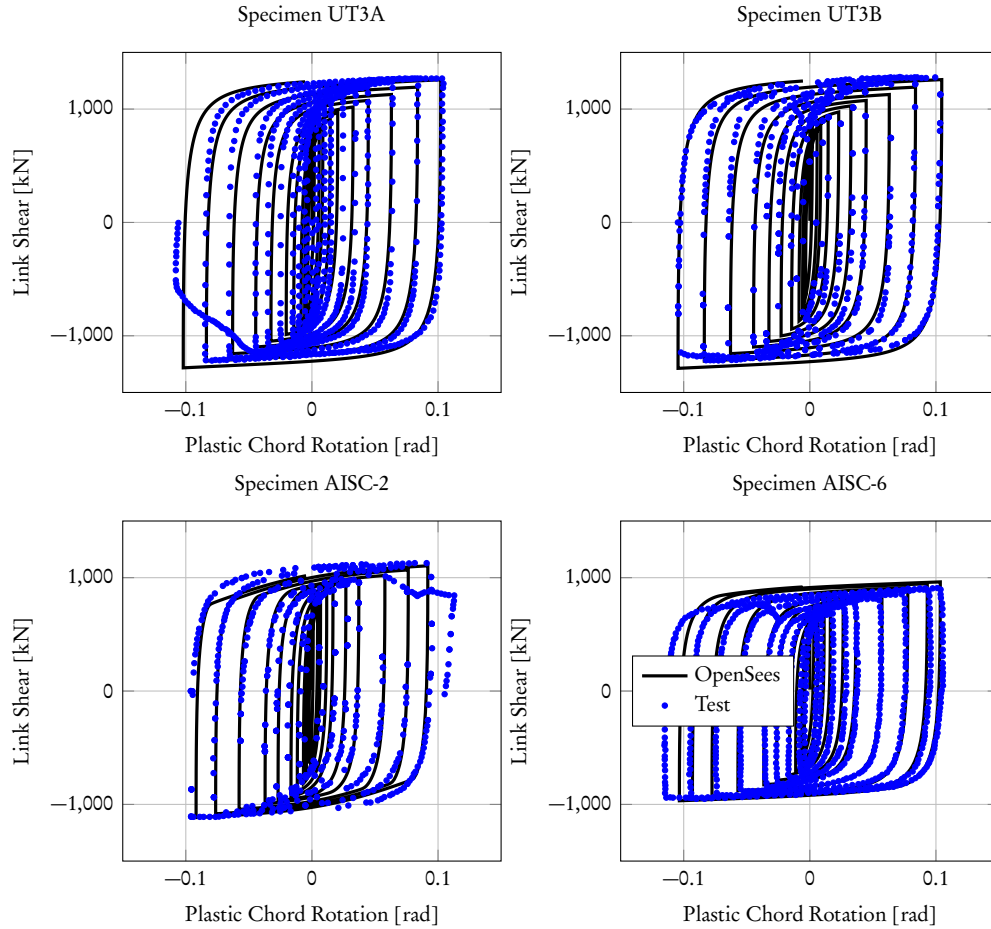 Specimen UT3A
Specimen UT3B
1,000
0
−1,000
Link Shear [kN]
−0.1
0
0.1
Plastic Chord Rotation [rad]
1,000
0
−1,000
Link Shear [kN]
−0.1
0
0.1
Plastic Chord Rotation [rad]
Specimen AISC-2
Specimen AISC-6
1,000
0
−1,000
Link Shear [kN]
−0.1
0
0.1
Plastic Chord Rotation [rad]
1,000
0
−1,000
Link Shear [kN]
OpenSees
Test
−0.1
0
0.1
Plastic Chord Rotation [rad]